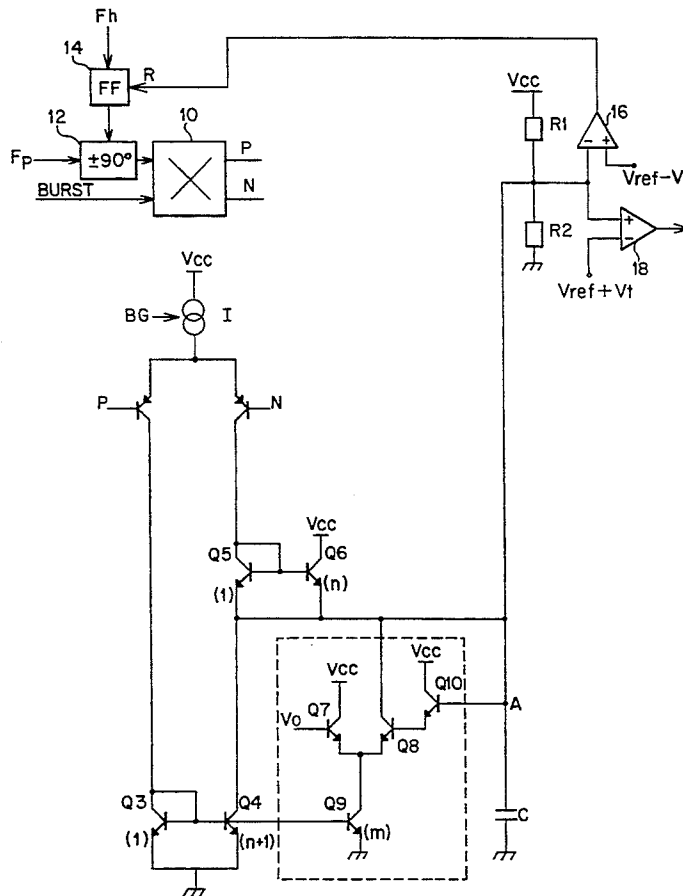 Fh
14
R
FF
12
10
Fp
±90°
P
BURST
N
Vcc
R1
16
- +
Vref-V
R2
+
-
18
Vref+Vt
Vcc
BG
I
P
N
Vcc
Q5
Q6
(1)
(n)
Vcc
Vcc
Q10
A
Q7
Vo
Q8
Q3
Q4
Q9
C
(1)
(n+1)
(m)